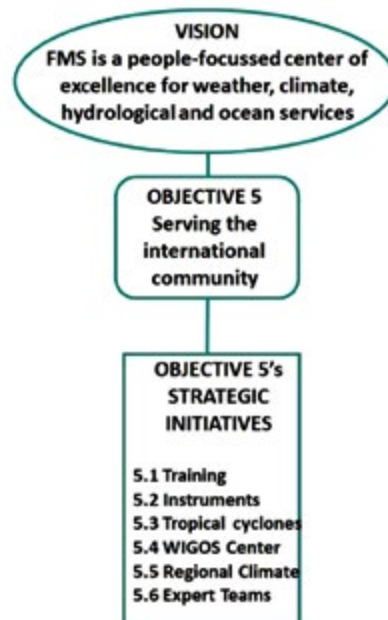 VISION
FMS is a people-focussed center of
excellence for weather, climate,
hydrological and ocean services
OBJECTIVE 5
Serving the
international
community
OBJECTIVE 5's
STRATEGIC
INITIATIVES
5.1 Training
5.2 Instruments
5.3 Tropical cyclones
5.4 WIGOS Center
5.5 Regional Climate
5.6 Expert Teams